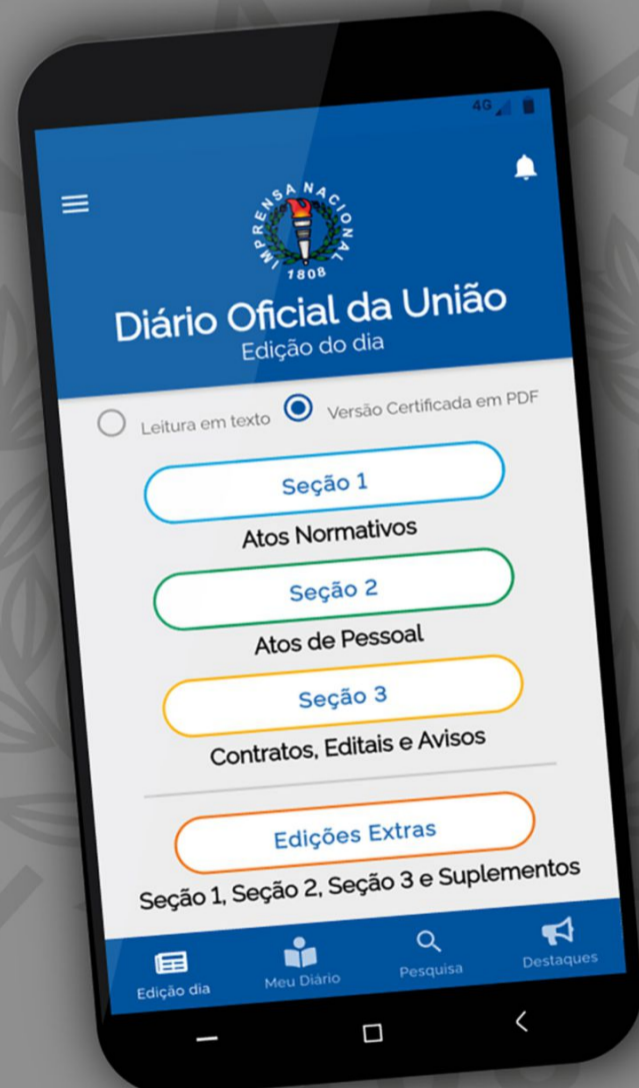 4G
IMPRENSA NACIONAL
1808
Diário Oficial da União
Edição do dia
Leitura em texto Versão Certificada em PDF
Seção 1
Atos Normativos
Seção 2
Atos de Pessoal
Seção 3
Contratos, Editais e Avisos
Edições Extras
Seção 1, Seção 2, Seção 3 e Suplementos
Edição dia Meu Diário Pesquisa Destaques